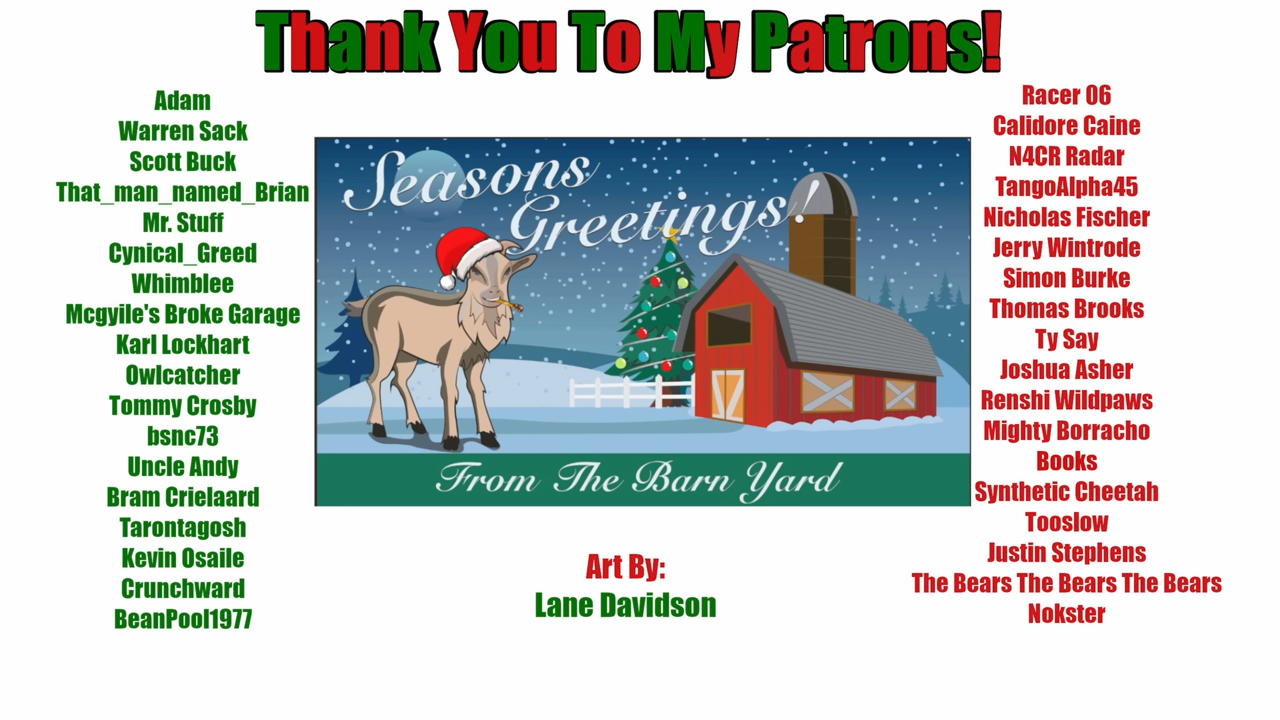 Thank You To My Patrons!
Adam
Warren Sack
Scott Buck
That_man_named_Brian
Mr. Stuff
Cynical_Greed
Whimblee
Mcgyile's Broke Garage
Karl Lockhart
Owlcatcher
Tommy Crosby
bsnc73
Uncle Andy
Bram Crielaard
Tarontagosh
Kevin Osaile
Crunchward
BeanPool1977
Seasons
Greetings!
From The Barn Yard
Art By:
Lane Davidson
Racer 06
Calidore Caine
N4CR Radar
TangoAlpha45
Nicholas Fischer
Jerry Wintrode
Simon Burke
Thomas Brooks
Ty Say
Joshua Asher
Renshi Wildpaws
Mighty Borracho
Books
Synthetic Cheetah
Tooslow
Justin Stephens
The Bears The Bears The Bears
Nokster